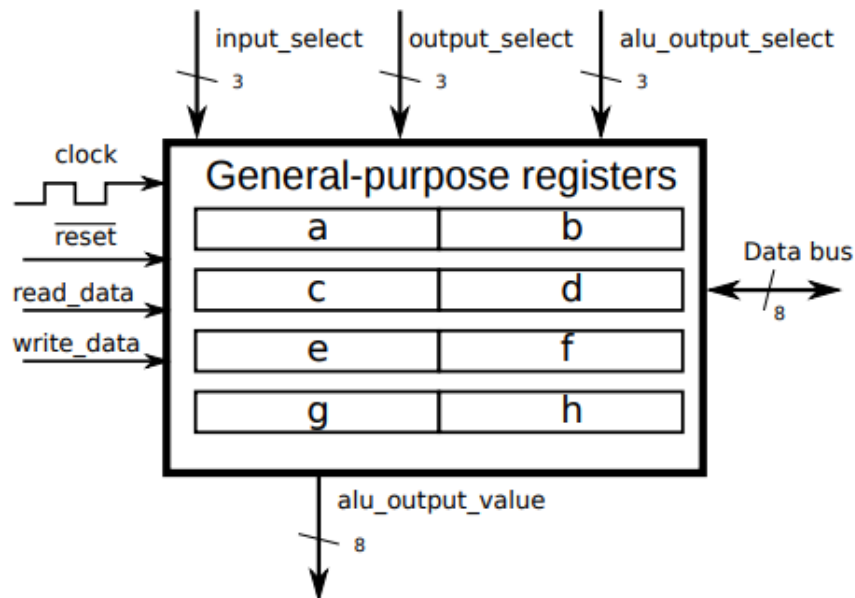 input_select output_select alu_output_select
3 3 3
clock
General-purpose registers
reset
a b
Data bus
read_data
c d
8
write_data
e f
g h
alu_output_value
8